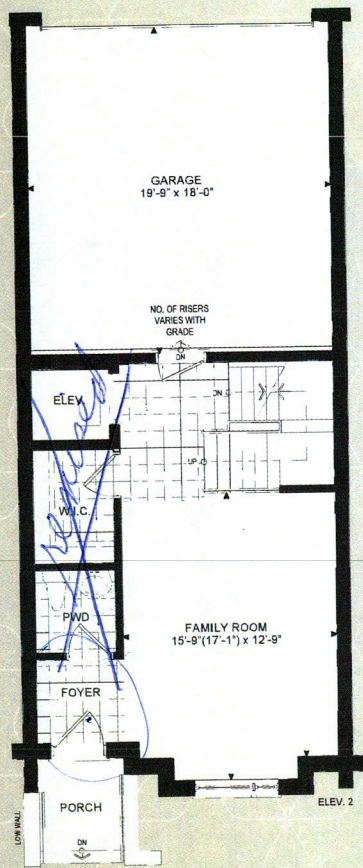 GARAGE
19'-9" x 18'-0"
NO. OF RISERS
VARIES WITH
GRADE
DN
ELEV.
DN
UP
W.I.C.
PWD
FAMILY ROOM
15'-9"(17'-1") x 12'-9"
FOYER
PORCH
LOW WALL
DN
ELEV. 2